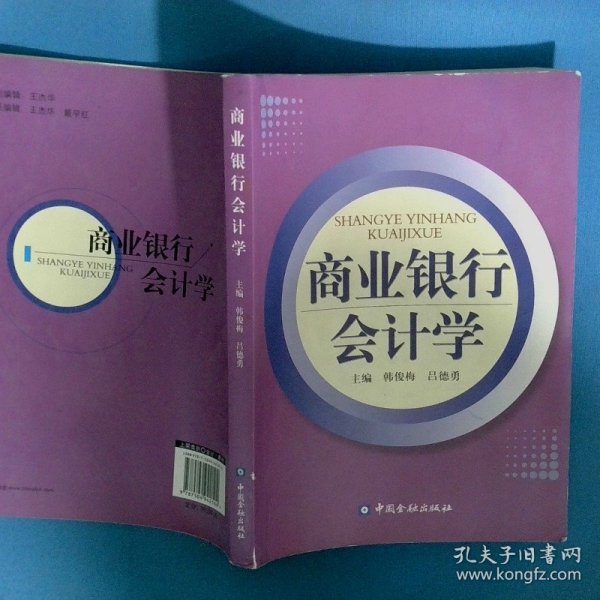 王杰华
编辑 王杰华 戴早红
商业银行
SHANGYE YINHANG
KUAIJIXUE
会计学
商业银行会计学
主编 韩俊梅 吕德勇
中国金融出版社
SHANGYE YINHANG
KUAIJIXUE
商业银行
会计学
主编 韩俊梅 吕德勇
中国金融出版社
孔夫子旧书网
www.kongfz.com